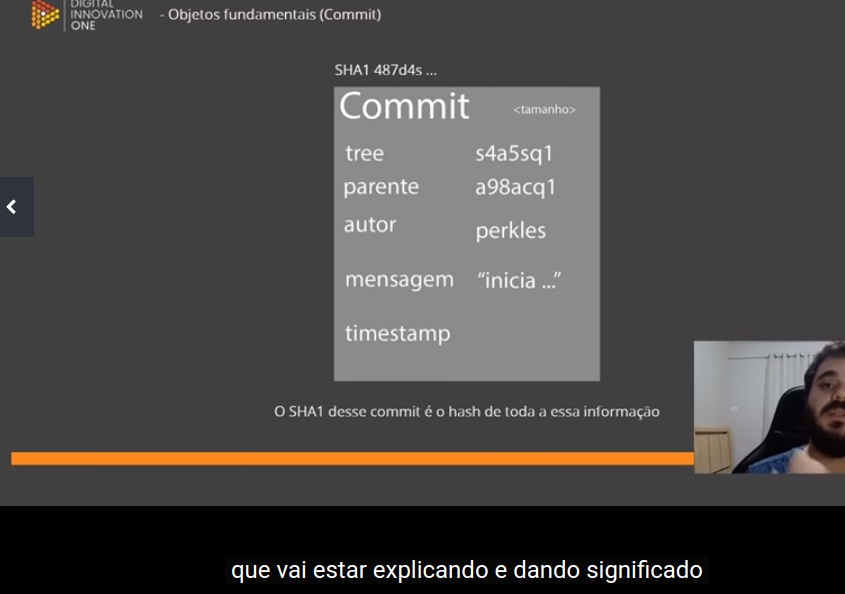 DIGITAL
INNOVATION
ONE
- Objetos fundamentais (Commit)
SHA1 487d4s ...
Commit <tamanho>
tree s4a5sq1
parente a98acq1
autor perkles
mensagem “inicia ...”
timestamp
O SHA1 desse commit é o hash de toda a essa informação
que vai estar explicando e dando significado